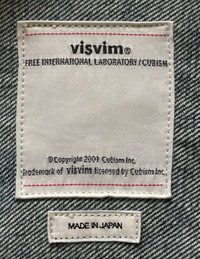 visvim®
FREE INTERNATIONAL LABORATORY / CUBISM
©Copyright 2001 Cubism Inc.
Trademark of visvim licensed by Cubism Inc.
MADE IN JAPAN